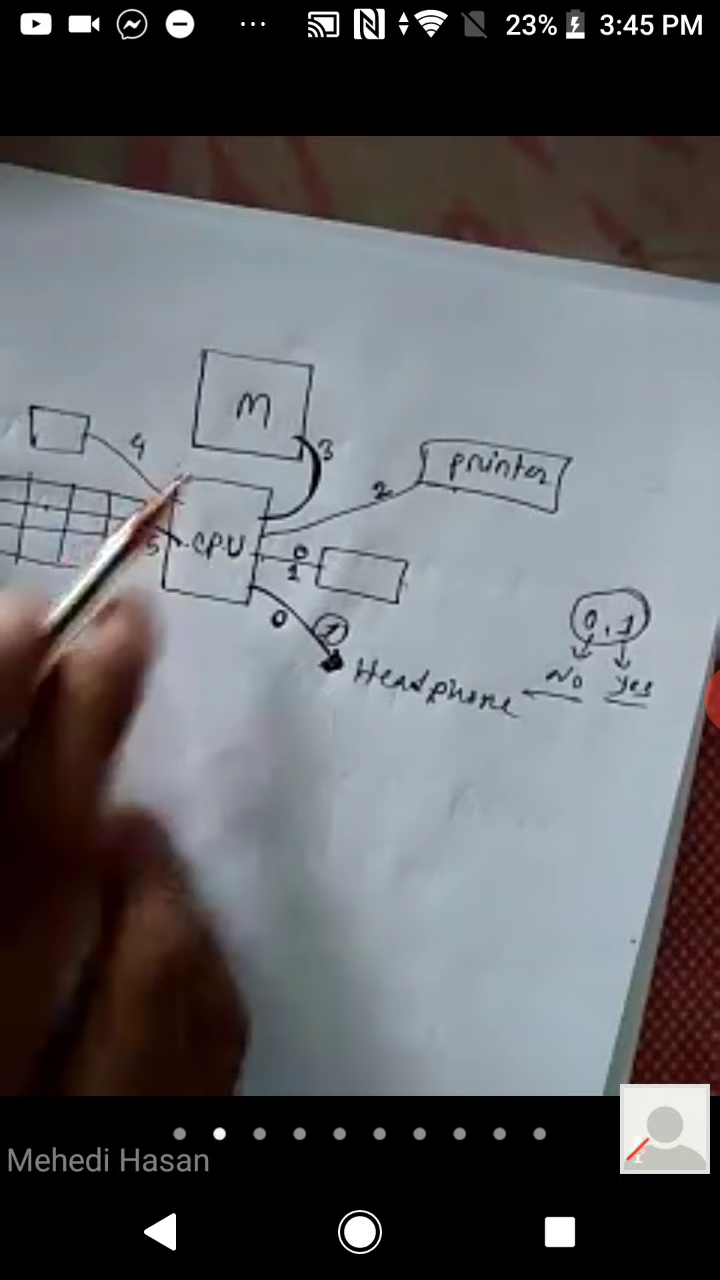 23% 3:45 PM
M
4
3
2
printer
5
CPU
0
1
0
1
Headphone
0, 1
No yes
Mehedi Hasan